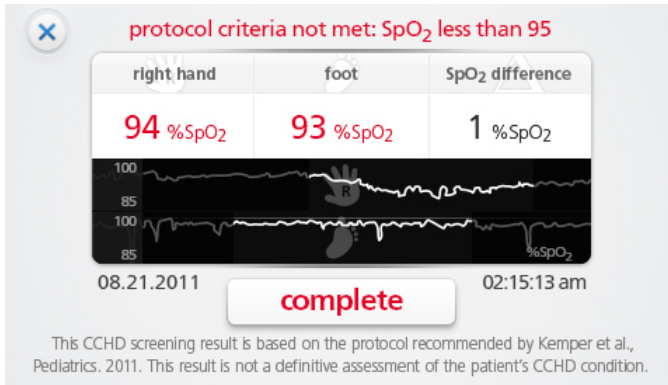 protocol criteria not met: SpO₂ less than 95
right hand foot SpO₂ difference
94 %SpO₂ 93 %SpO₂ 1 %SpO₂
100
R
85
100
85 %SpO₂
08.21.2011 02:15:13 am
complete
This CCHD screening result is based on the protocol recommended by Kemper et al.,
Pediatrics. 2011. This result is not a definitive assessment of the patient's CCHD condition.